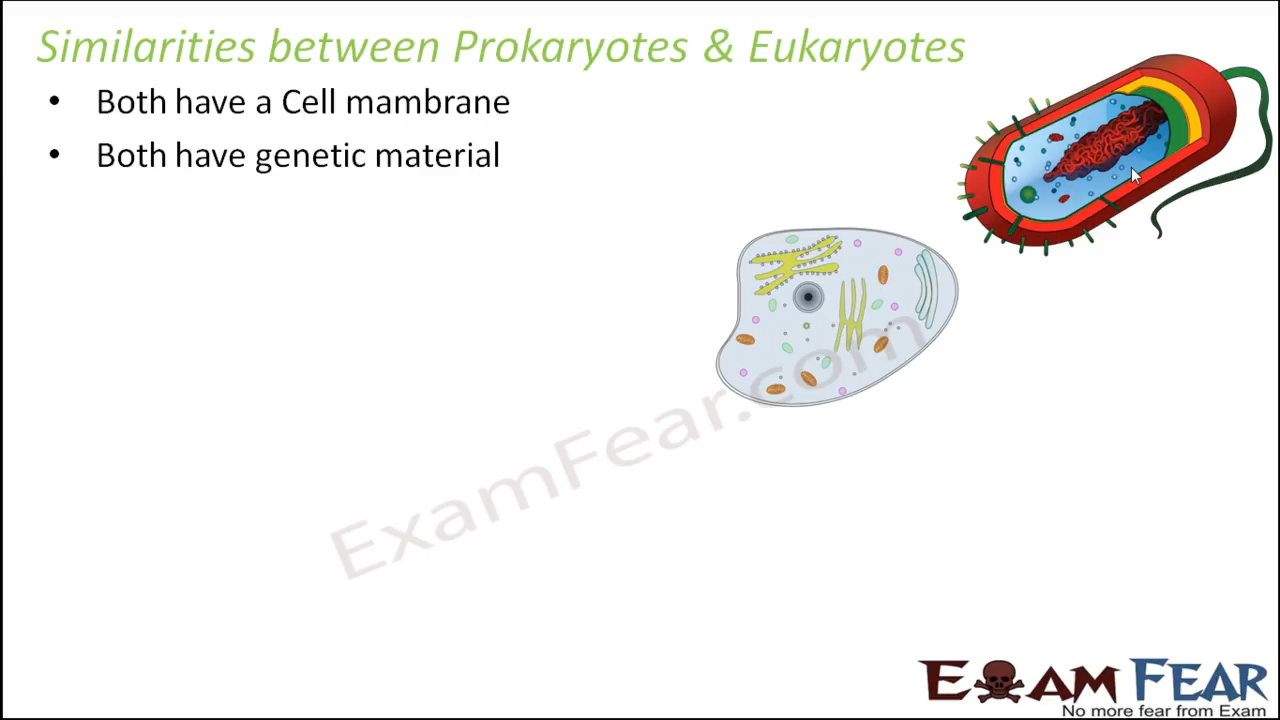 Similarities between Prokaryotes & Eukaryotes
• Both have a Cell mambrane
• Both have genetic material
ExamFear.com
EXAM FEAR
No more fear from Exam